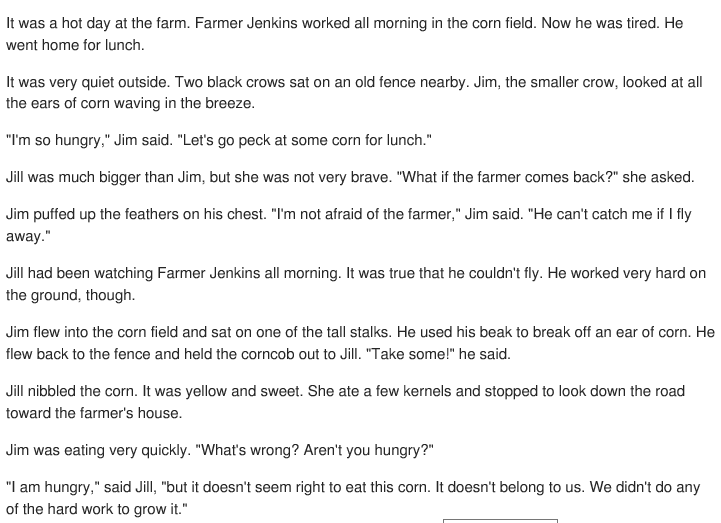 It was a hot day at the farm. Farmer Jenkins worked all morning in the corn field. Now he was tired. He
went home for lunch.
It was very quiet outside. Two black crows sat on an old fence nearby. Jim, the smaller crow, looked at all
the ears of corn waving in the breeze.
"I'm so hungry," Jim said. "Let's go peck at some corn for lunch."
Jill was much bigger than Jim, but she was not very brave. "What if the farmer comes back?" she asked.
Jim puffed up the feathers on his chest. "I'm not afraid of the farmer," Jim said. "He can't catch me if I fly
away."
Jill had been watching Farmer Jenkins all morning. It was true that he couldn't fly. He worked very hard on
the ground, though.
Jim flew into the corn field and sat on one of the tall stalks. He used his beak to break off an ear of corn. He
flew back to the fence and held the corncob out to Jill. "Take some!" he said.
Jill nibbled the corn. It was yellow and sweet. She ate a few kernels and stopped to look down the road
toward the farmer's house.
Jim was eating very quickly. "What's wrong? Aren't you hungry?"
"I am hungry," said Jill, "but it doesn't seem right to eat this corn. It doesn't belong to us. We didn't do any
of the hard work to grow it."